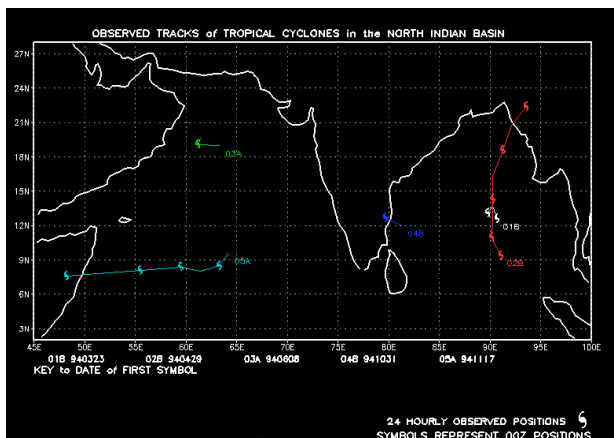 OBSERVED TRACKS of TROPICAL CYCLONES in the NORTH INDIAN BASIN
27N
24N
21N
18N
03A
15N
04B
01B
12N
05A
02B
9N
6N
3N
45E 50E 55E 60E 65E 70E 75E 80E 85E 90E 95E 100E
01B 940323 02B 940429 03A 940608 04B 941031 05A 941117
KEY to DATE of FIRST SYMBOL
24 HOURLY OBSERVED POSITIONS
SYMBOLS REPRESENT 00Z POSITIONS